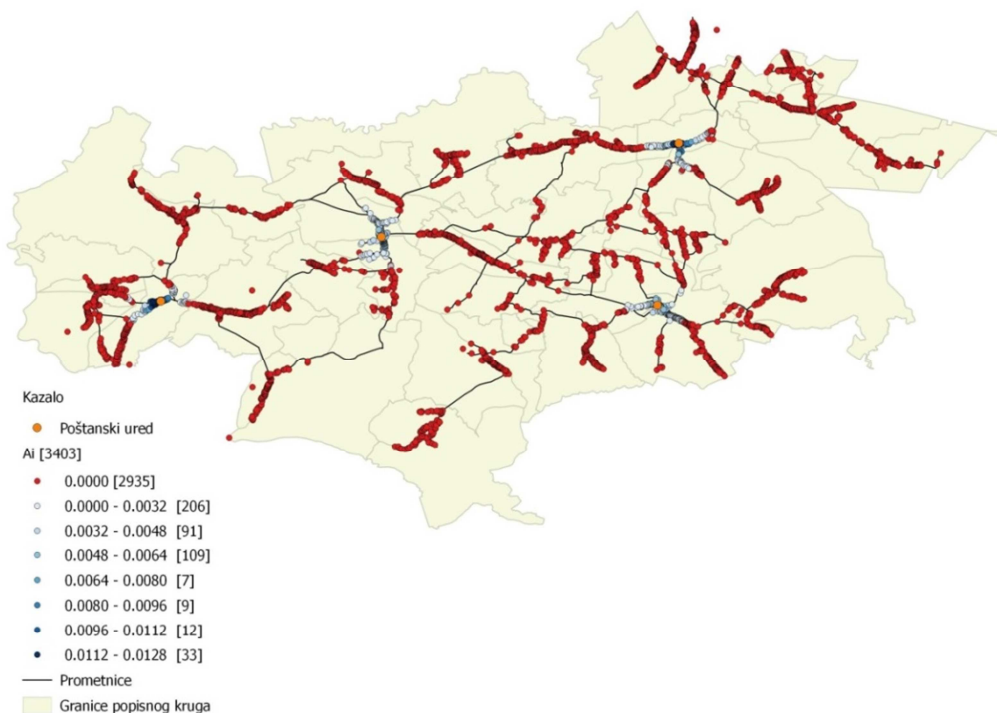 Kazalo
Poštanski ured
Ai [3403]
0.0000 [2935]
0.0000 - 0.0032 [206]
0.0032 - 0.0048 [91]
0.0048 - 0.0064 [109]
0.0064 - 0.0080 [7]
0.0080 - 0.0096 [9]
0.0096 - 0.0112 [12]
0.0112 - 0.0128 [33]
Prometnice
Granice popisnog kruga